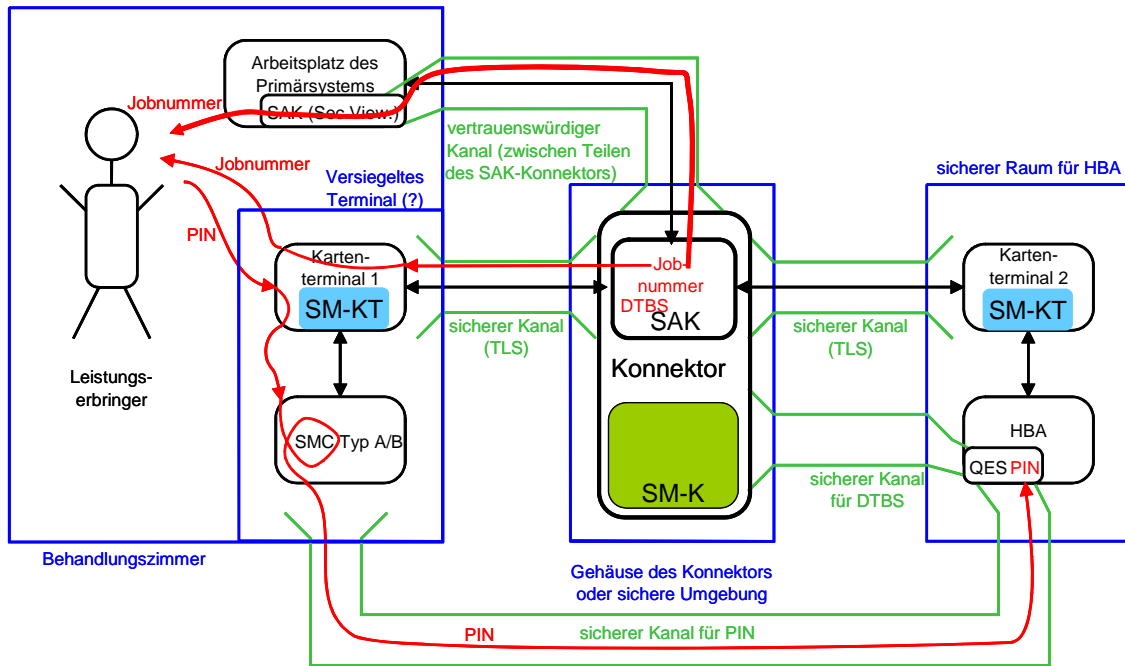 Arbeitsplatz des
Primärsystems
SAK (Sec.View.)
Jobnummer
Jobnummer
PIN
vertrauenswürdiger
Kanal (zwischen Teilen
des SAK-Konnektors)
Versiegeltes
Terminal (?)
sicherer Raum für HBA
Karten-
terminal 1
SM-KT
Job-
nummer
DTBS
SAK
Karten-
terminal 2
SM-KT
sicherer Kanal
(TLS)
sicherer Kanal
(TLS)
Konnektor
Leistungs-
erbringer
SMC Typ A/B
SM-K
HBA
QES PIN
sicherer Kanal
für DTBS
Behandlungszimmer
Gehäuse des Konnektors
oder sichere Umgebung
PIN
sicherer Kanal für PIN